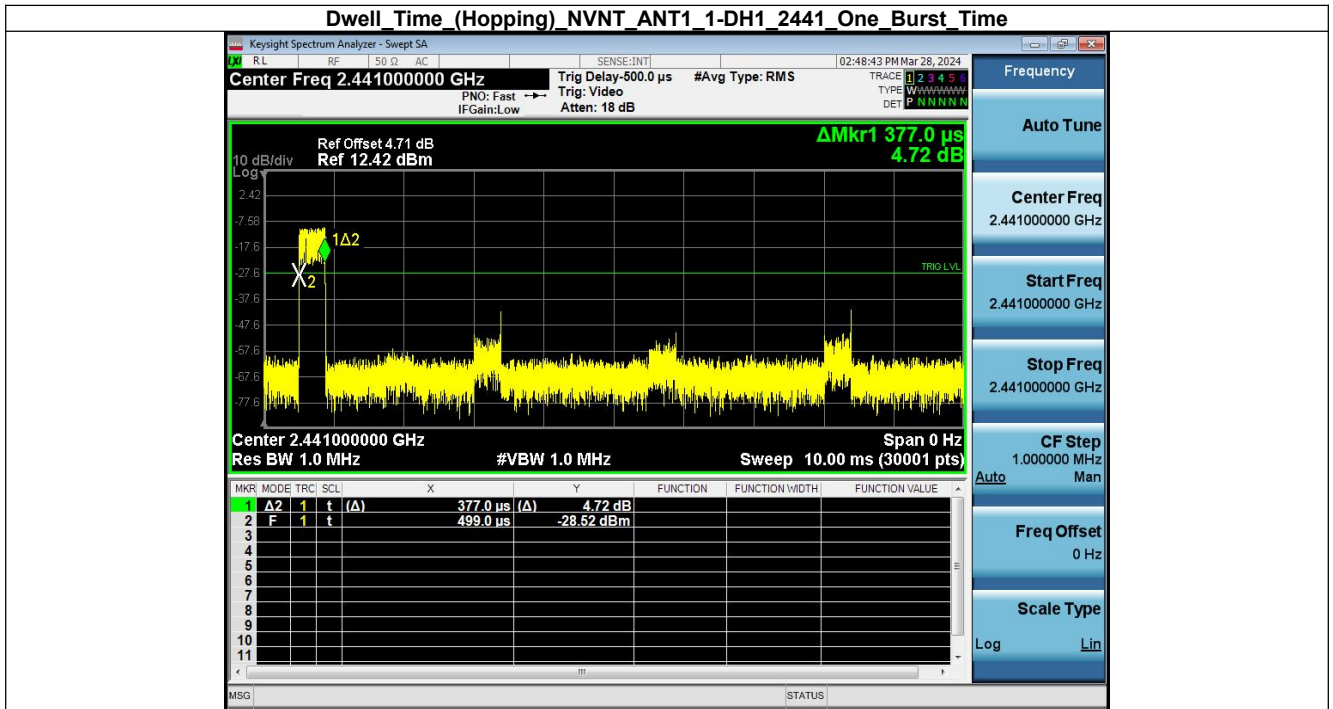 Dwell_Time_(Hopping)_NVNT_ANT1_1-DH1_2441_One_Burst_Time
Keysight Spectrum Analyzer - Swept SA
LXI RL RF 50 Ω AC SENSE:INT 02:48:43 PM Mar 28, 2024
Center Freq 2.441000000 GHz
PNO: Fast
IFGain:Low
Trig Delay-500.0 µs
Trig: Video
Atten: 18 dB
#Avg Type: RMS
TRACE 1 2 3 4 5 6
TYPE WWWWWW
DET P N N N N N
ΔMkr1 377.0 µs
4.72 dB
Ref Offset 4.71 dB
10 dB/div Ref 12.42 dBm
Log
2.42
-7.58
-17.6
-27.6
-37.6
-47.6
-57.6
-67.6
-77.6
1Δ2
X2
TRIG LVL
Center 2.441000000 GHz Span 0 Hz
Res BW 1.0 MHz #VBW 1.0 MHz Sweep 10.00 ms (30001 pts)
MKR MODE TRC SCL X Y FUNCTION FUNCTION WIDTH FUNCTION VALUE
1 Δ2 1 t (Δ) 377.0 µs (Δ) 4.72 dB
2 F 1 t 499.0 µs -28.52 dBm
3
4
5
6
7
8
9
10
11
MSG STATUS
Frequency
Auto Tune
Center Freq
2.441000000 GHz
Start Freq
2.441000000 GHz
Stop Freq
2.441000000 GHz
CF Step
1.000000 MHz
Auto Man
Freq Offset
0 Hz
Scale Type
Log Lin